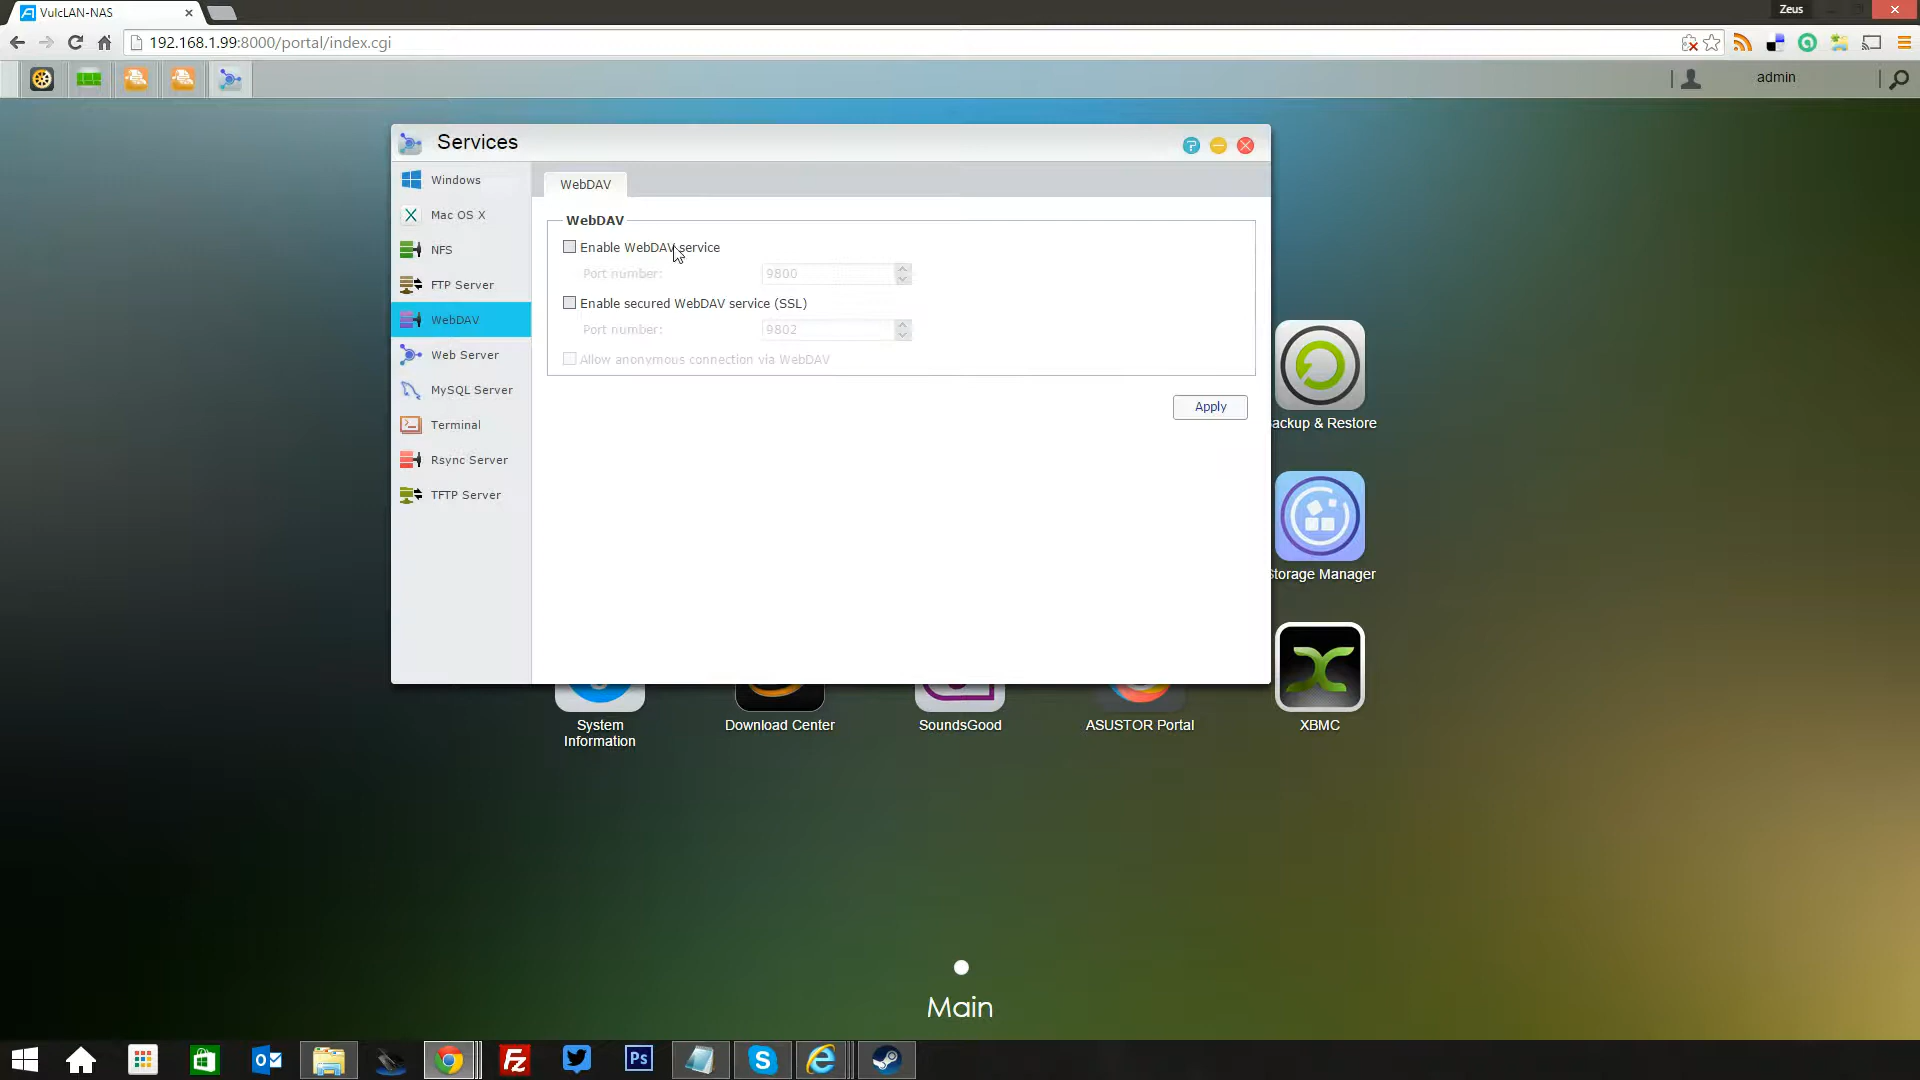 VulcLAN-NAS
Zeus
192.168.1.99:8000/portal/index.cgi
admin
Services
Windows
Mac OS X
NFS
FTP Server
WebDAV
Web Server
MySQL Server
Terminal
Rsync Server
TFTP Server
WebDAV
WebDAV
Enable WebDAV service
Port number:
9800
Enable secured WebDAV service (SSL)
Port number:
9802
Allow anonymous connection via WebDAV
Apply
ackup & Restore
Storage Manager
System
Information
Download Center
SoundsGood
ASUSTOR Portal
XBMC
Main
Ps